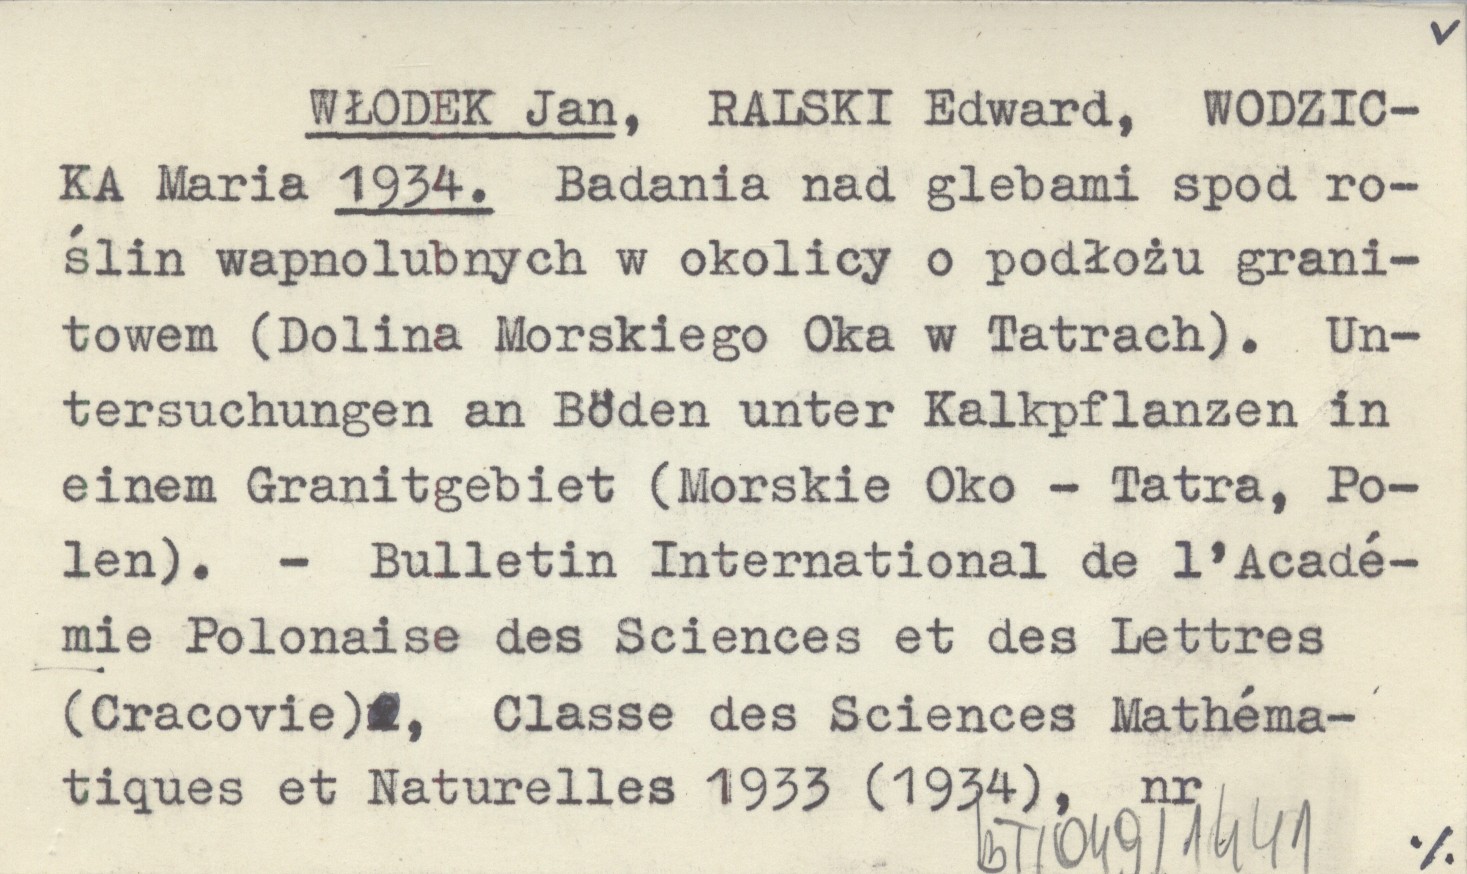 WŁODEK Jan, RALSKI Edward, WODZIC-
KA Maria 1934. Badania nad glebami spod ro-
ślin wapnolubnych w okolicy o podłożu grani-
towem (Dolina Morskiego Oka w Tatrach). Un-
tersuchungen an Böden unter Kalkpflanzen in
einem Granitgebiet (Morskie Oko - Tatra, Po-
len). - Bulletin International de l'Acadé-
mie Polonaise des Sciences et des Lettres
(Cracovie), Classe des Sciences Mathéma-
tiques et Naturelles 1933 (1934), nr
BT/049/1441
./.